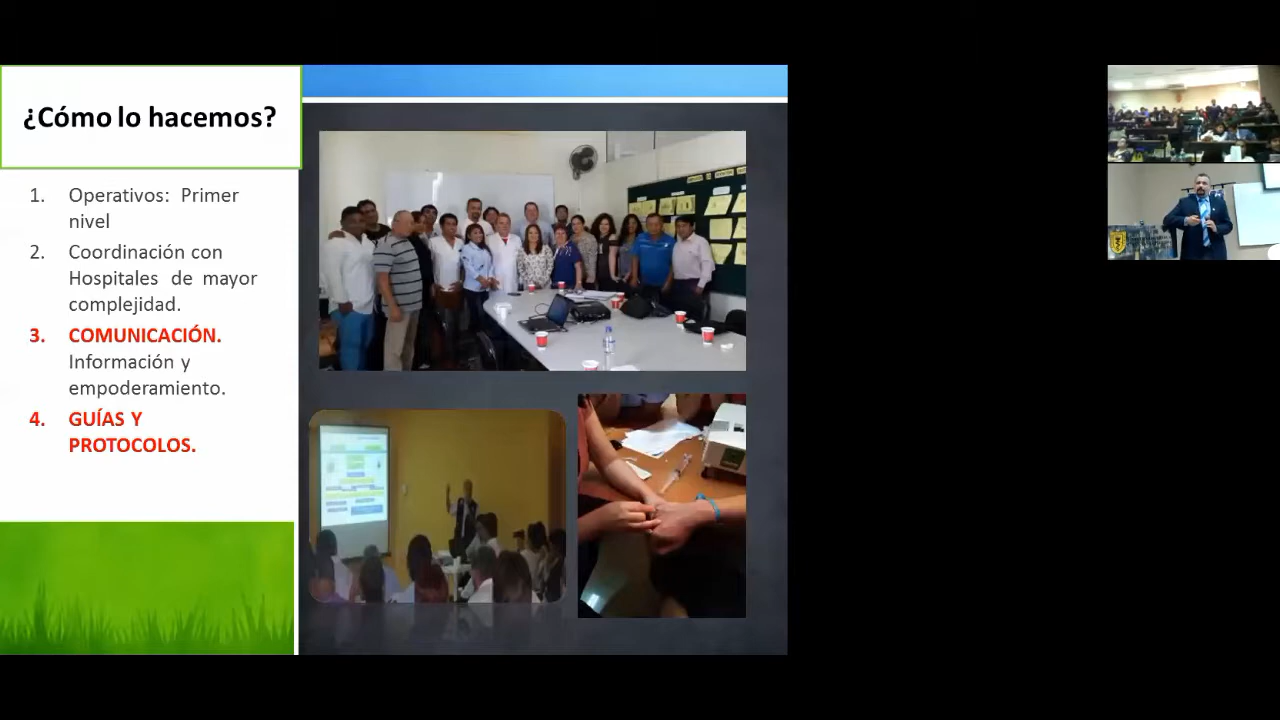 ¿Cómo lo hacemos?
1. Operativos: Primer
nivel
2. Coordinación con
Hospitales de mayor
complejidad.
3. COMUNICACIÓN.
Información y
empoderamiento.
4. GUÍAS Y
PROTOCOLOS.